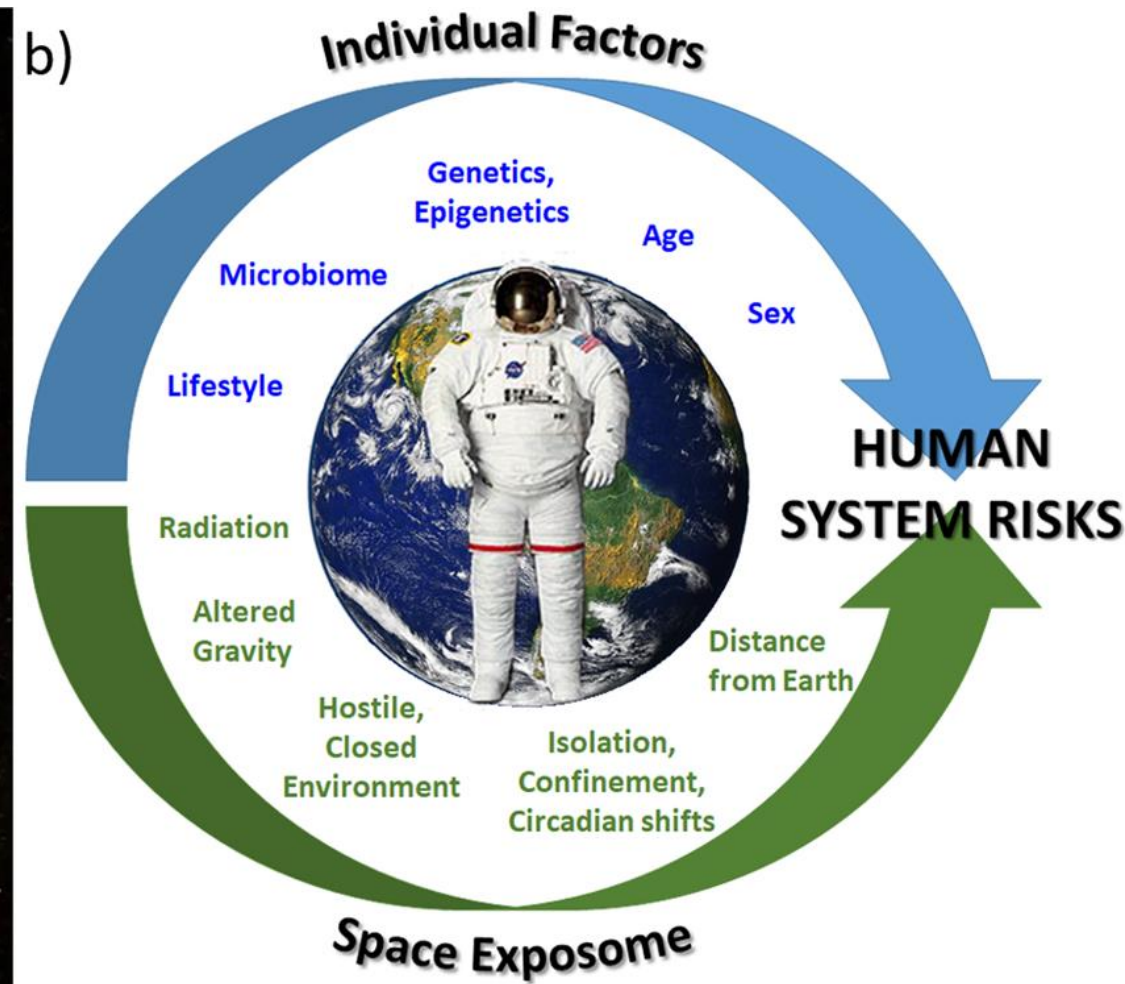 b)
Individual Factors
Genetics,
Epigenetics
Age
Microbiome
Sex
Lifestyle
HUMAN
SYSTEM RISKS
Radiation
Altered
Gravity
Distance
from Earth
Hostile,
Closed
Environment
Isolation,
Confinement,
Circadian shifts
Space Exposome